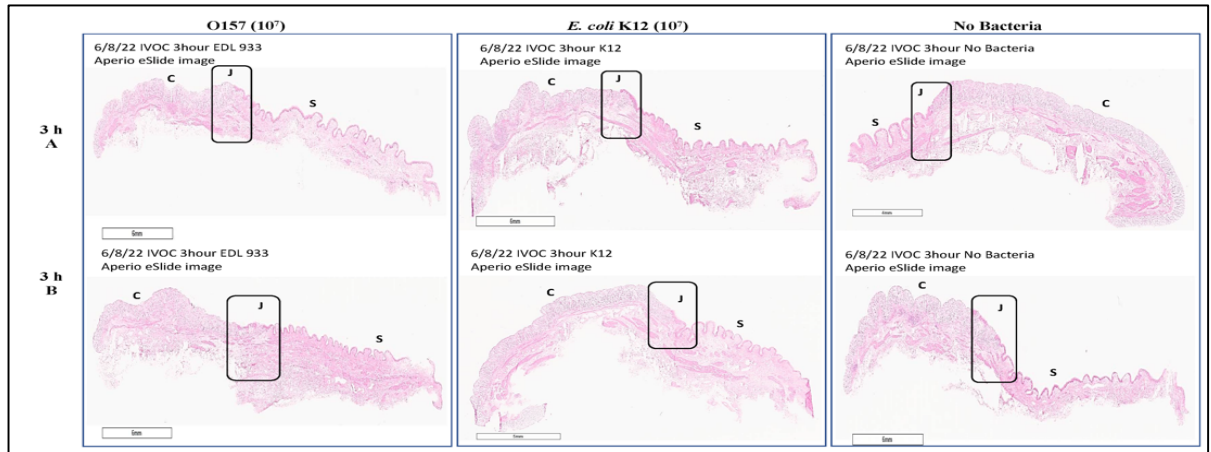 O157 (10⁷)
E. coli K12 (10⁷)
No Bacteria
3 h
A
6/8/22 IVOC 3hour EDL 933
Aperio eSlide image
C
J
S
6mm
6/8/22 IVOC 3hour K12
Aperio eSlide image
C
J
S
6mm
6/8/22 IVOC 3hour No Bacteria
Aperio eSlide image
S
J
C
3 h
B
6/8/22 IVOC 3hour EDL 933
Aperio eSlide image
C
J
S
6mm
6/8/22 IVOC 3hour K12
Aperio eSlide image
C
J
S
6/8/22 IVOC 3hour No Bacteria
Aperio eSlide image
C
J
S
6mm